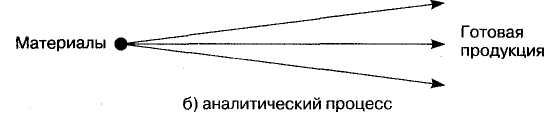 Материалы
Готовая
продукция
б) аналитический процесс